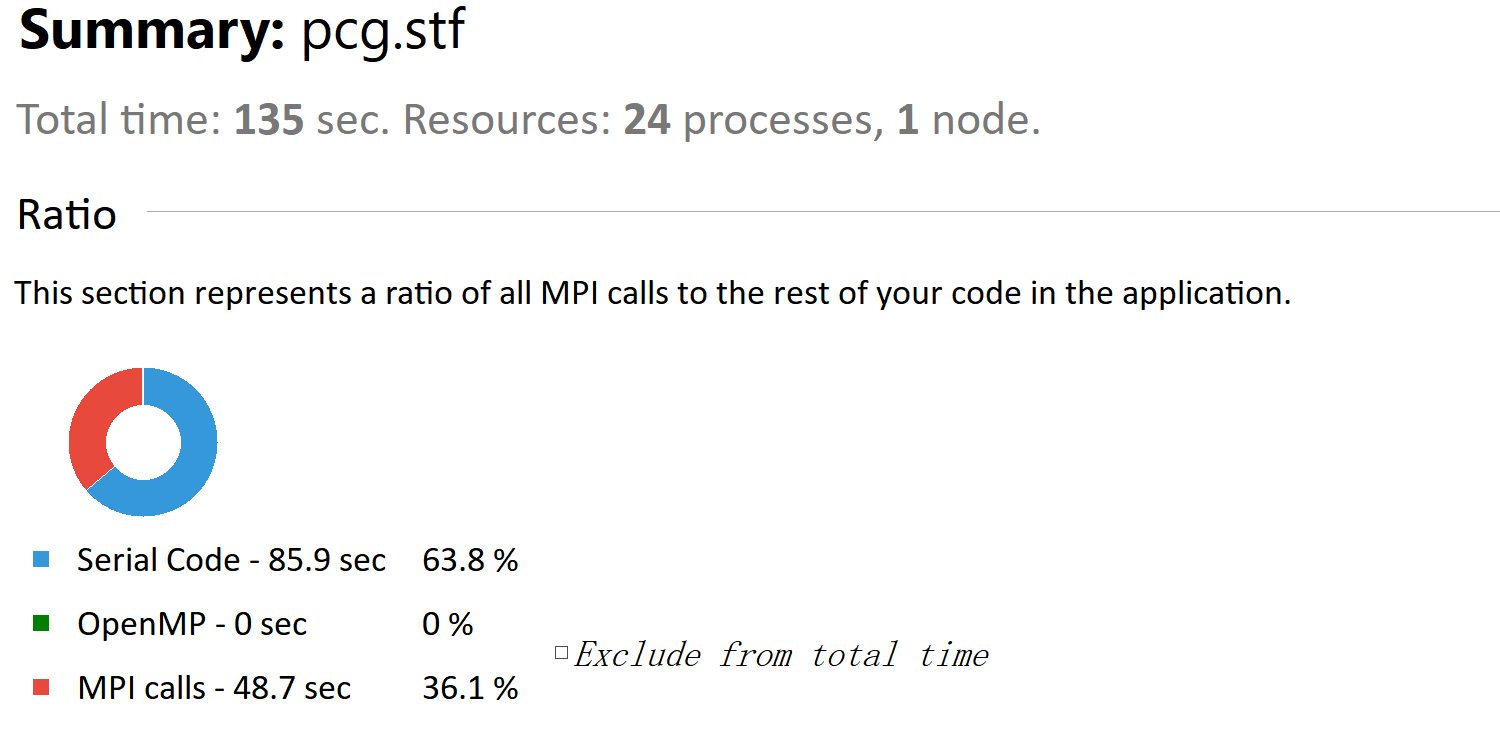 Summary: pcg.stf
Total time: 135 sec. Resources: 24 processes, 1 node.
Ratio
This section represents a ratio of all MPI calls to the rest of your code in the application.
Serial Code - 85.9 sec 63.8 %
OpenMP - 0 sec 0 %
Exclude from total time
MPI calls - 48.7 sec 36.1 %